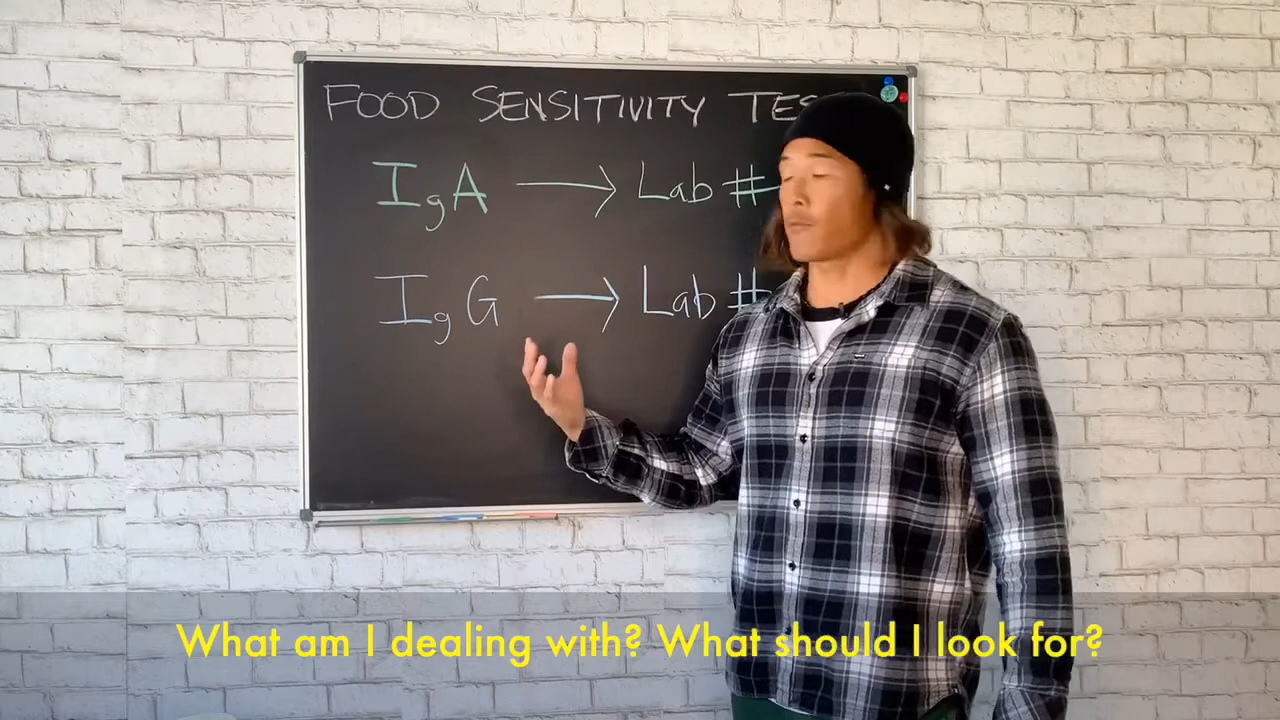 FOOD SENSITIVITY TES
IgA → Lab #
IgG → Lab #
What am I dealing with? What should I look for?